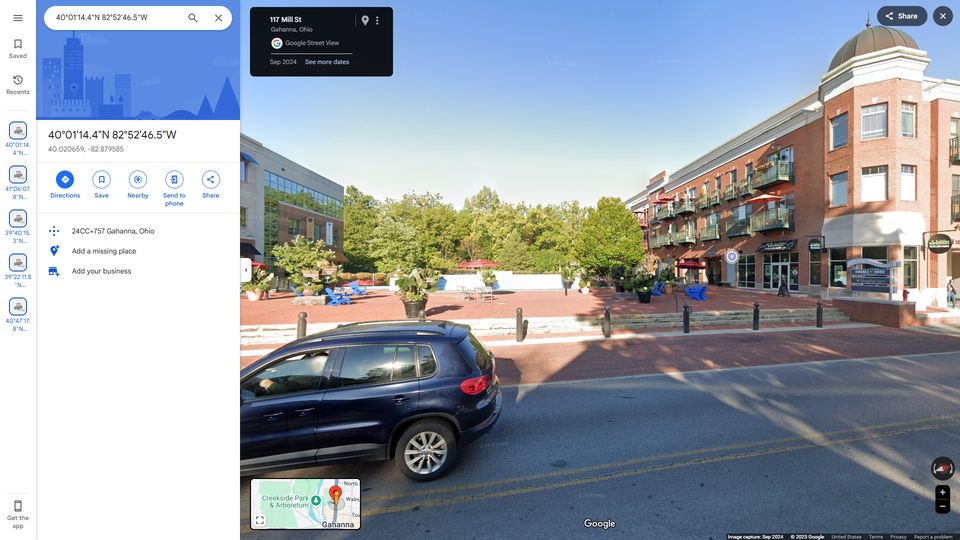 40°01'14.4"N 82°52'46.5"W
Saved
Recents
40°01'14.
4"N...
41°06'07.
8"N...
39°40'15.
3"N...
39°22'11.8
"N...
40°47'17.
8"N...
Get the
app
40°01'14.4"N 82°52'46.5"W
40.020659, -82.879585
Directions
Save
Nearby
Send to
phone
Share
24CC+757 Gahanna, Ohio
Add a missing place
Add your business
117 Mill St
Gahanna, Ohio
Google Street View
Sep 2024 See more dates
Share
Creekside Park
& Arboretum
North
Walnu
Tow
Gahanna
Google
Image capture: Sep 2024 © 2025 Google United States Terms Privacy Report a problem